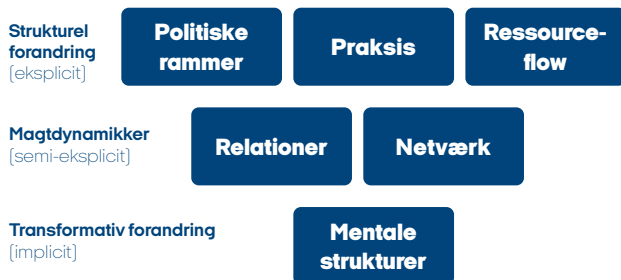 Strukturel
forandring
(eksplicit)
Politiske
rammer
Praksis
Ressource-
flow
Magtdynamikker
(semi-eksplicit)
Relationer
Netværk
Transformativ forandring
(implicit)
Mentale
strukturer